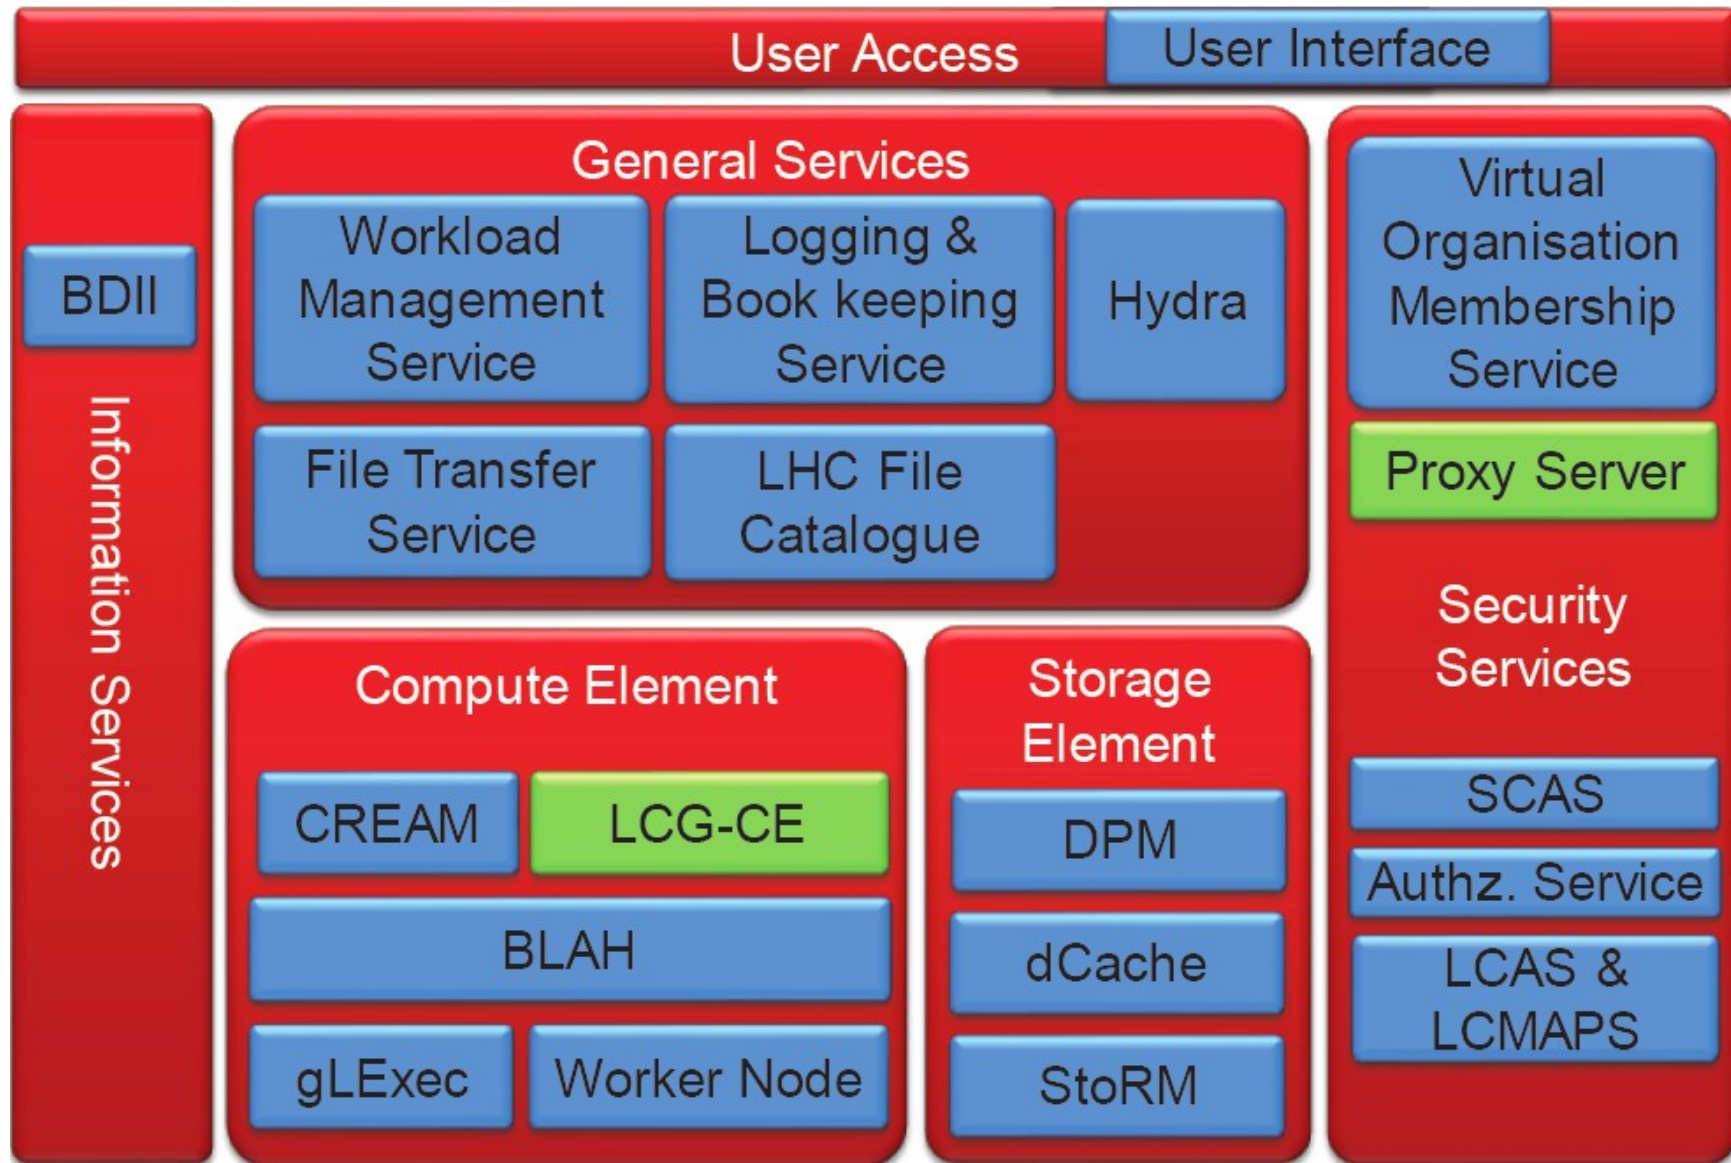 User Access
User Interface
BDII
Information Services
General Services
Workload
Management
Service
Logging &
Book keeping
Service
Hydra
File Transfer
Service
LHC File
Catalogue
Compute Element
CREAM
LCG-CE
BLAH
gLExec
Worker Node
Storage
Element
DPM
dCache
StoRM
Virtual
Organisation
Membership
Service
Proxy Server
Security
Services
SCAS
Authz. Service
LCAS &
LCMAPS